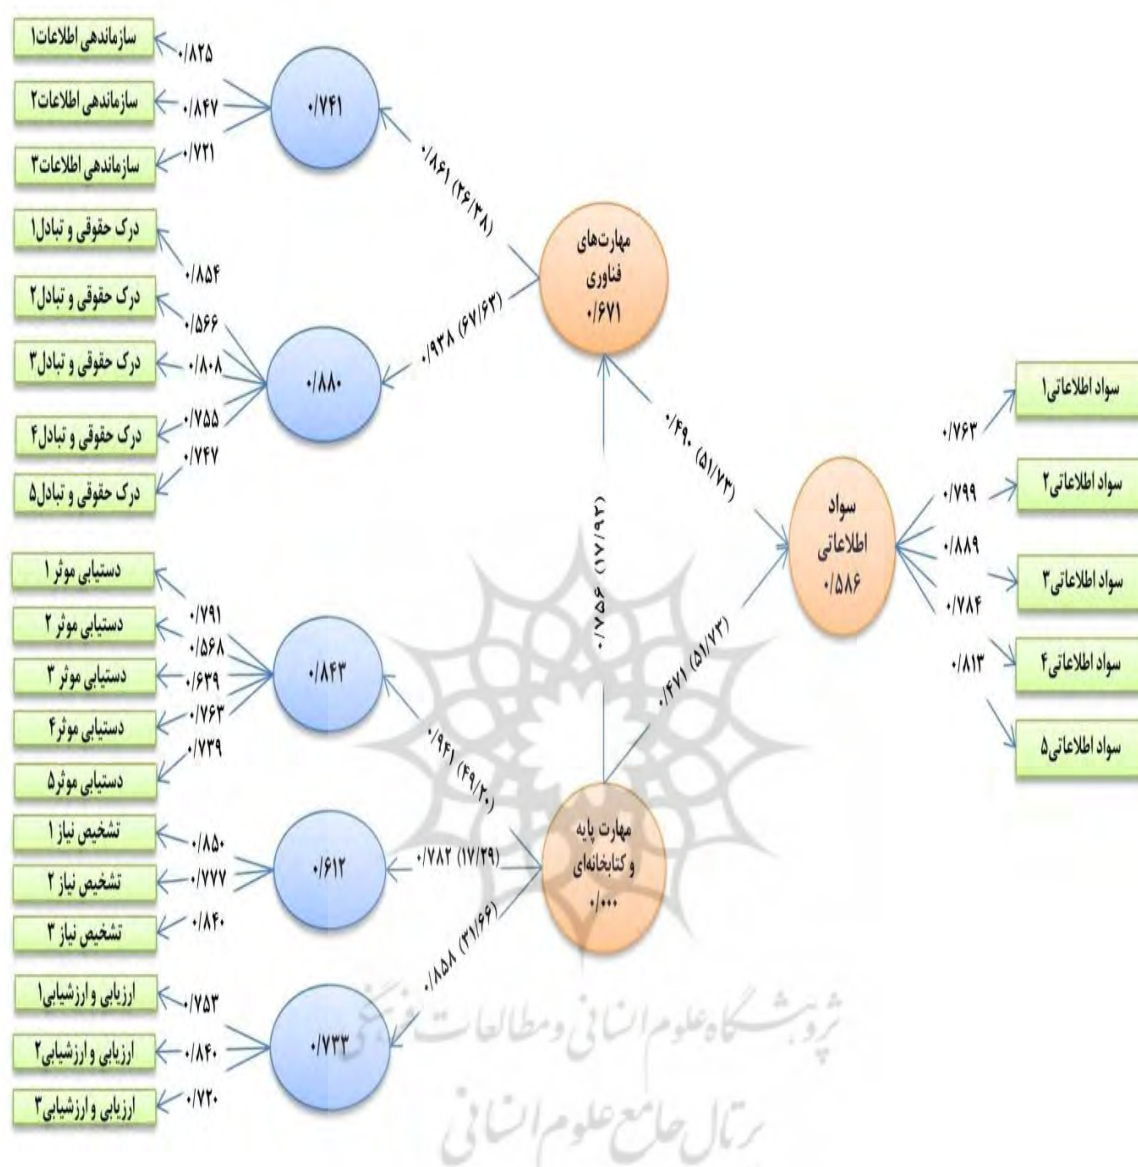 سازماندهی اطلاعات۱
۰/۸۲۵
سازماندهی اطلاعات۲
۰/۸۴۷
سازماندهی اطلاعات۳
۰/۷۲۱
۰/۷۴۱
درک حقوقی و تبادل۱
۰/۸۵۴
درک حقوقی و تبادل۲
۰/۵۶۶
درک حقوقی و تبادل۳
۰/۸۰۸
درک حقوقی و تبادل۴
۰/۷۵۵
درک حقوقی و تبادل۵
۰/۷۴۷
۰/۸۸۰
۰/۸۶۱ (۲۶/۳۸)
۰/۹۳۸ (۶۷/۶۳)
مهارت‌های
فناوری
۰/۶۷۱
۰/۴۹۰ (۵۱/۷۳)
۰/۷۵۶ (۱۷/۹۲)
۰/۴۷۱ (۵۱/۷۳)
سواد
اطلاعاتی
۰/۵۸۶
سواد اطلاعاتی۱
۰/۷۶۳
سواد اطلاعاتی۲
۰/۷۹۹
سواد اطلاعاتی۳
۰/۸۸۹
سواد اطلاعاتی۴
۰/۷۸۴
سواد اطلاعاتی۵
۰/۸۱۳
دستیابی موثر ۱
۰/۷۹۱
دستیابی موثر ۲
۰/۵۶۸
دستیابی موثر ۳
۰/۶۳۹
دستیابی موثر۴
۰/۷۶۳
دستیابی موثر۵
۰/۷۳۹
۰/۸۴۳
۰/۹۴۱ (۴۹/۲۰)
تشخیص نیاز ۱
۰/۸۵۰
تشخیص نیاز ۲
۰/۷۷۷
تشخیص نیاز ۳
۰/۸۴۰
۰/۶۱۲
۰/۷۸۲ (۱۷/۲۹)
مهارت پایه
و کتابخانه‌ای
۰/۰۰۰
۰/۸۵۸ (۳۱/۶۶)
ارزیابی و ارزشیابی۱
۰/۷۵۳
ارزیابی و ارزشیابی۲
۰/۸۴۰
ارزیابی و ارزشیابی۳
۰/۷۲۰
۰/۷۳۳
پژوهشگاه علوم انسانی و مطالعات فرهنگی
پرتال جامع علوم انسانی